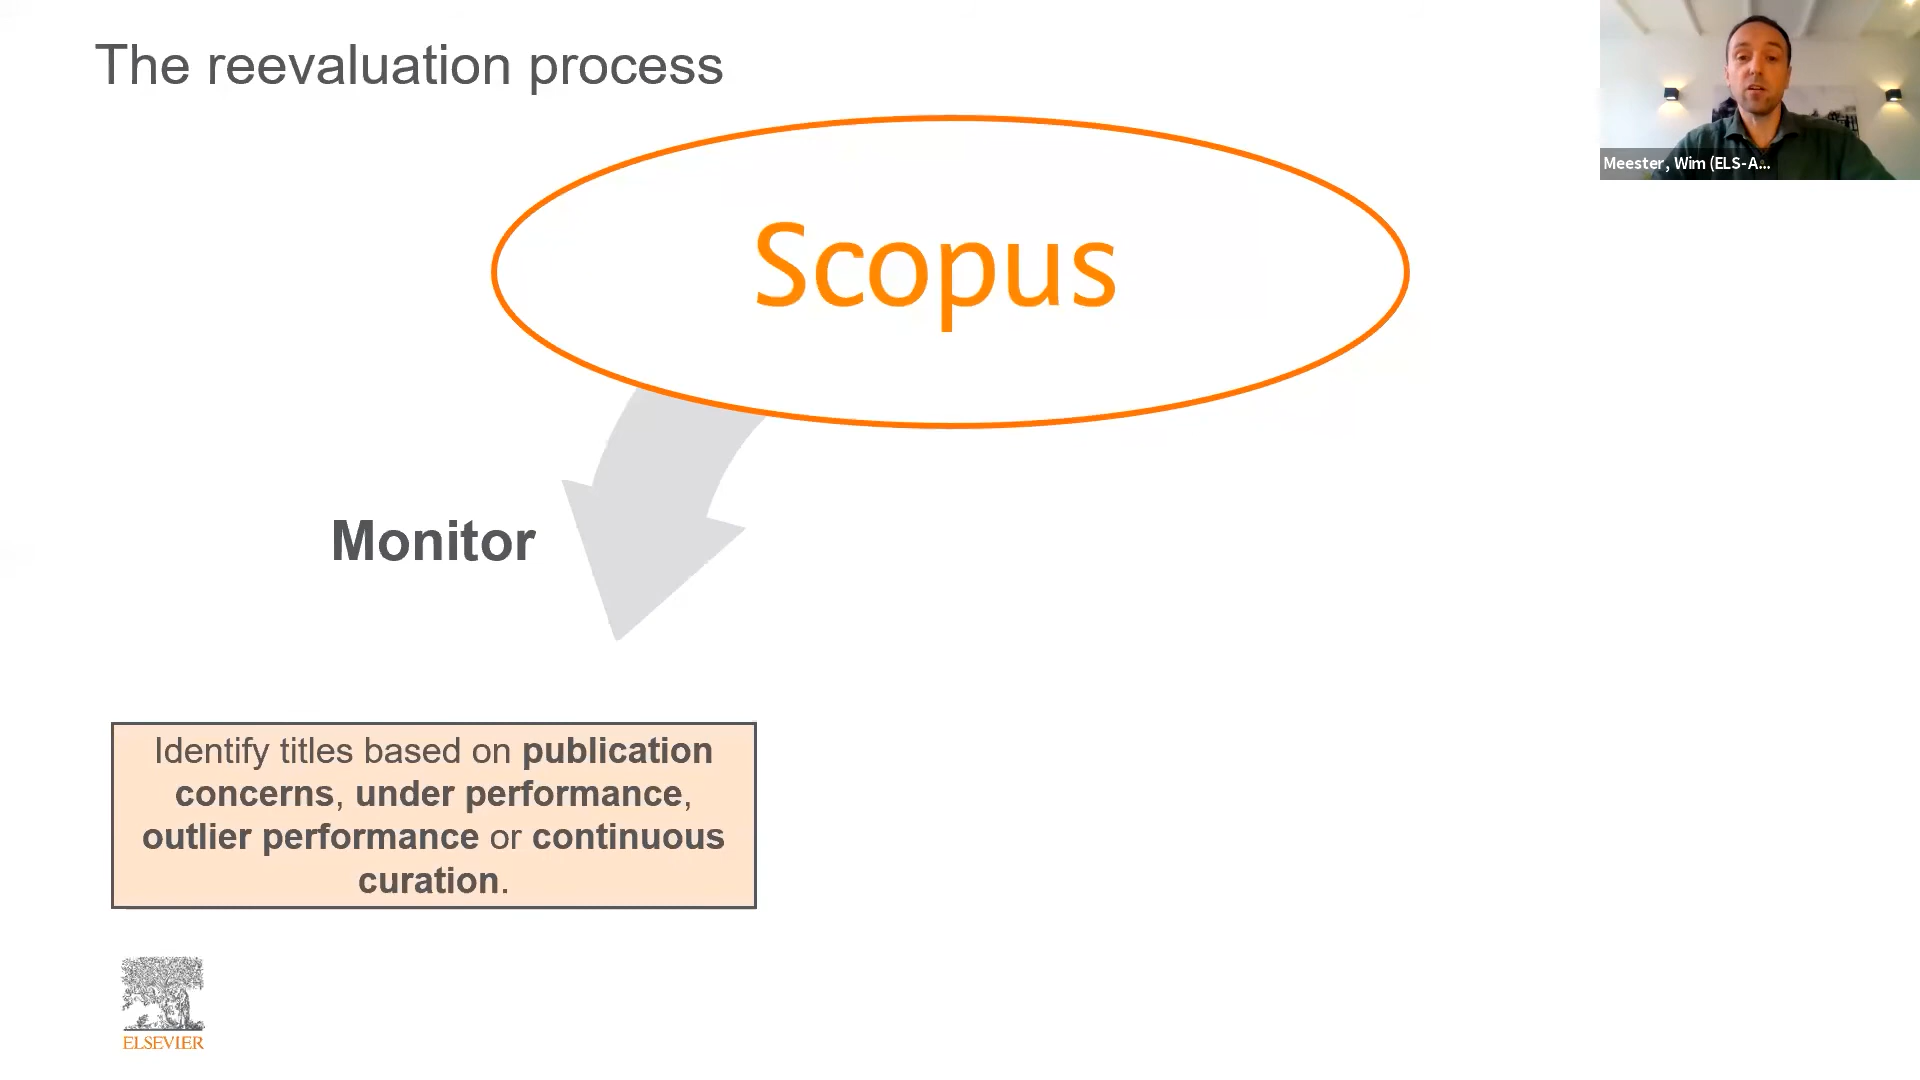 The reevaluation process
Meester, Wim (ELS-A...
Scopus
Monitor
Identify titles based on publication
concerns, under performance,
outlier performance or continuous
curation.
ELSEVIER